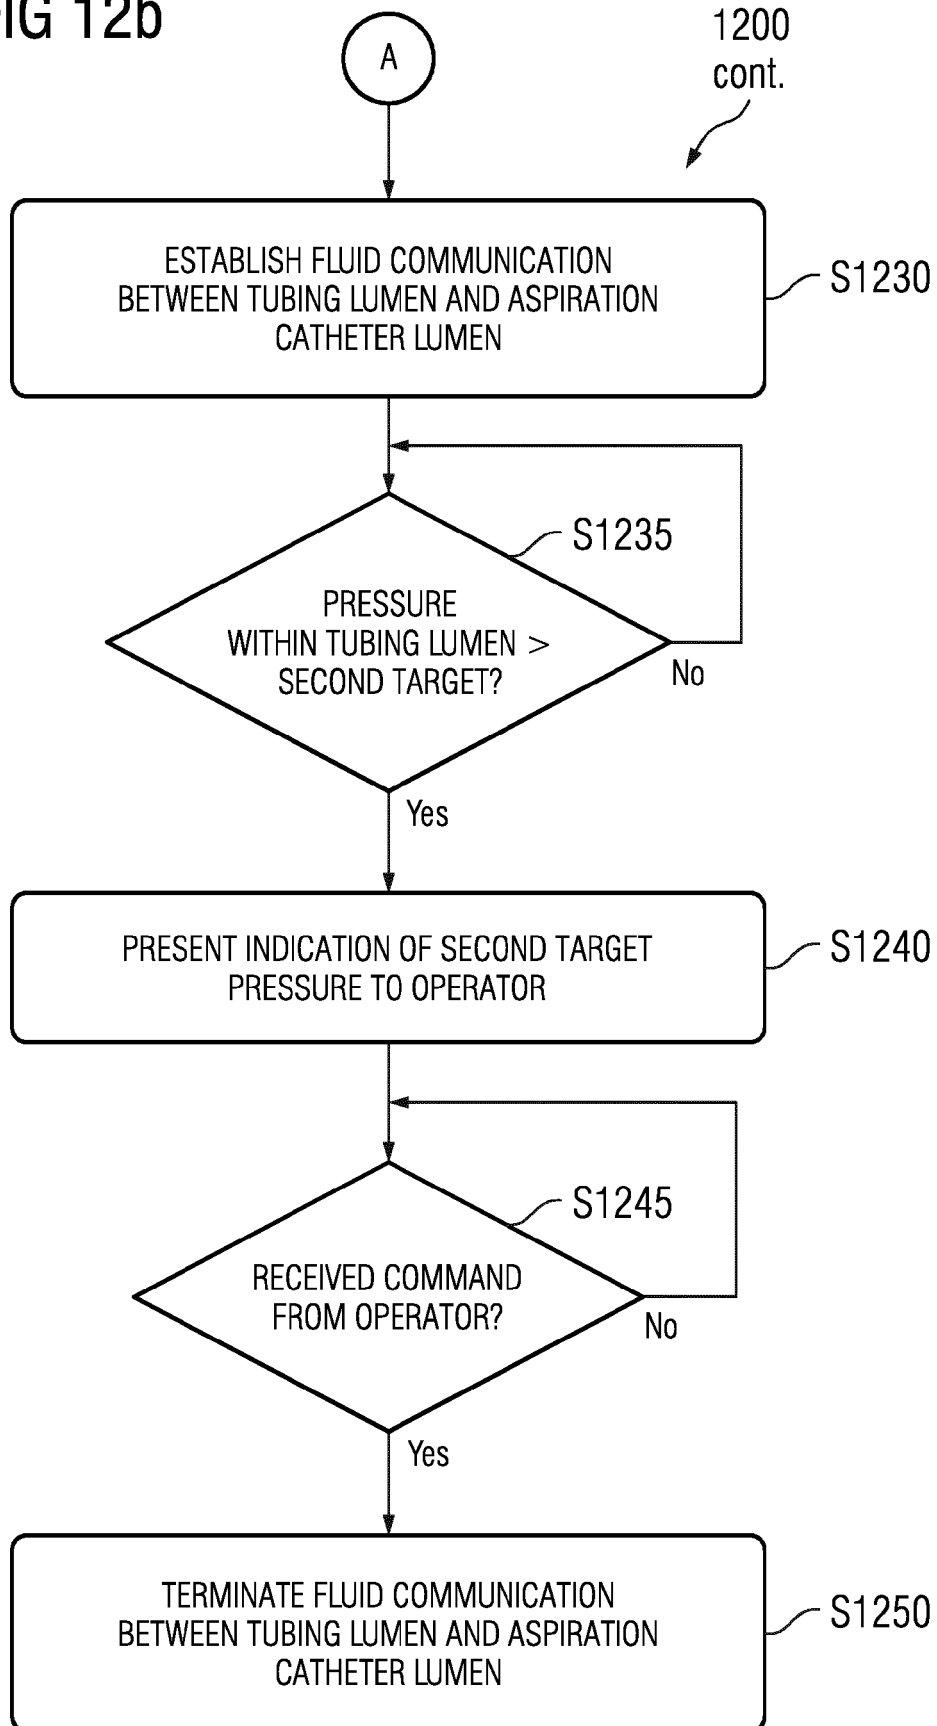 IG 12b
A
1200
cont.
ESTABLISH FLUID COMMUNICATION
BETWEEN TUBING LUMEN AND ASPIRATION
CATHETER LUMEN
S1230
S1235
PRESSURE
WITHIN TUBING LUMEN >
SECOND TARGET?
No
Yes
PRESENT INDICATION OF SECOND TARGET
PRESSURE TO OPERATOR
S1240
S1245
RECEIVED COMMAND
FROM OPERATOR?
No
Yes
TERMINATE FLUID COMMUNICATION
BETWEEN TUBING LUMEN AND ASPIRATION
CATHETER LUMEN
S1250